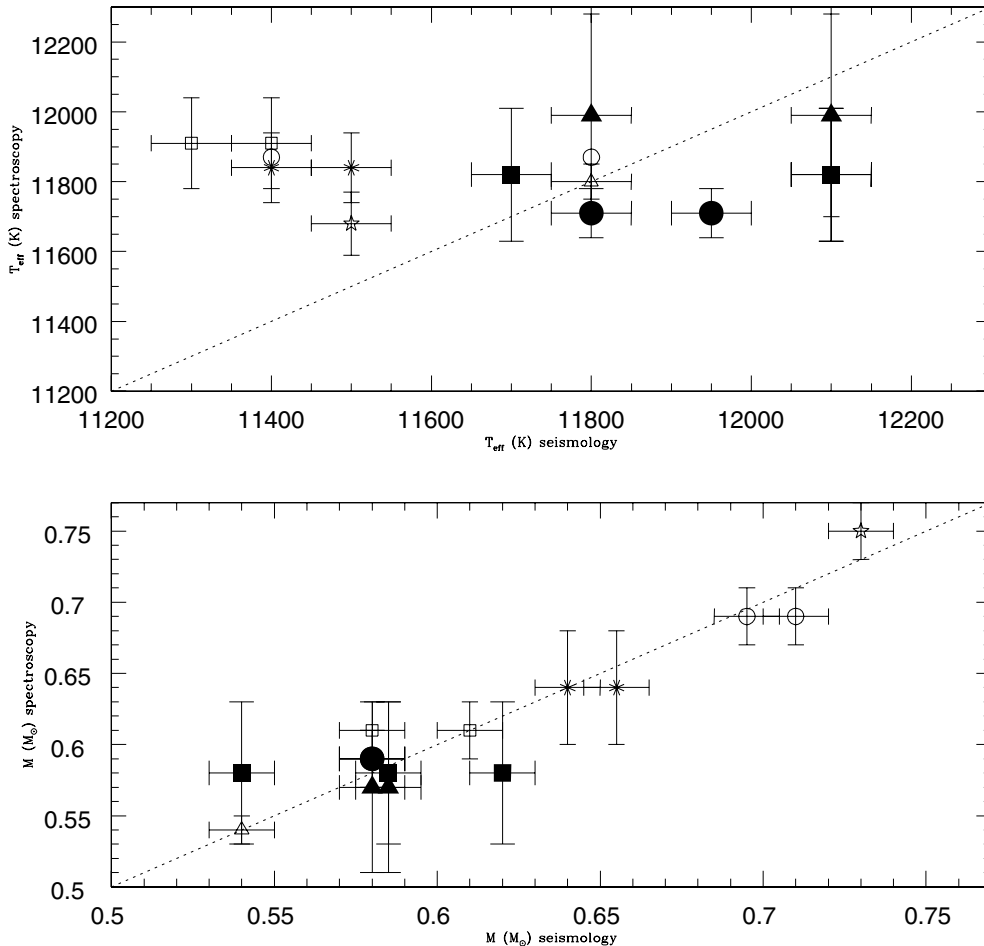 12200
12000
11800
11600
11400
11200
T_eff (K) spectroscopy
11200 11400 11600 11800 12000 12200
T_eff (K) seismology
0.75
0.7
0.65
0.6
0.55
0.5
M (M_⊙) spectroscopy
0.5 0.55 0.6 0.65 0.7 0.75
M (M_⊙) seismology